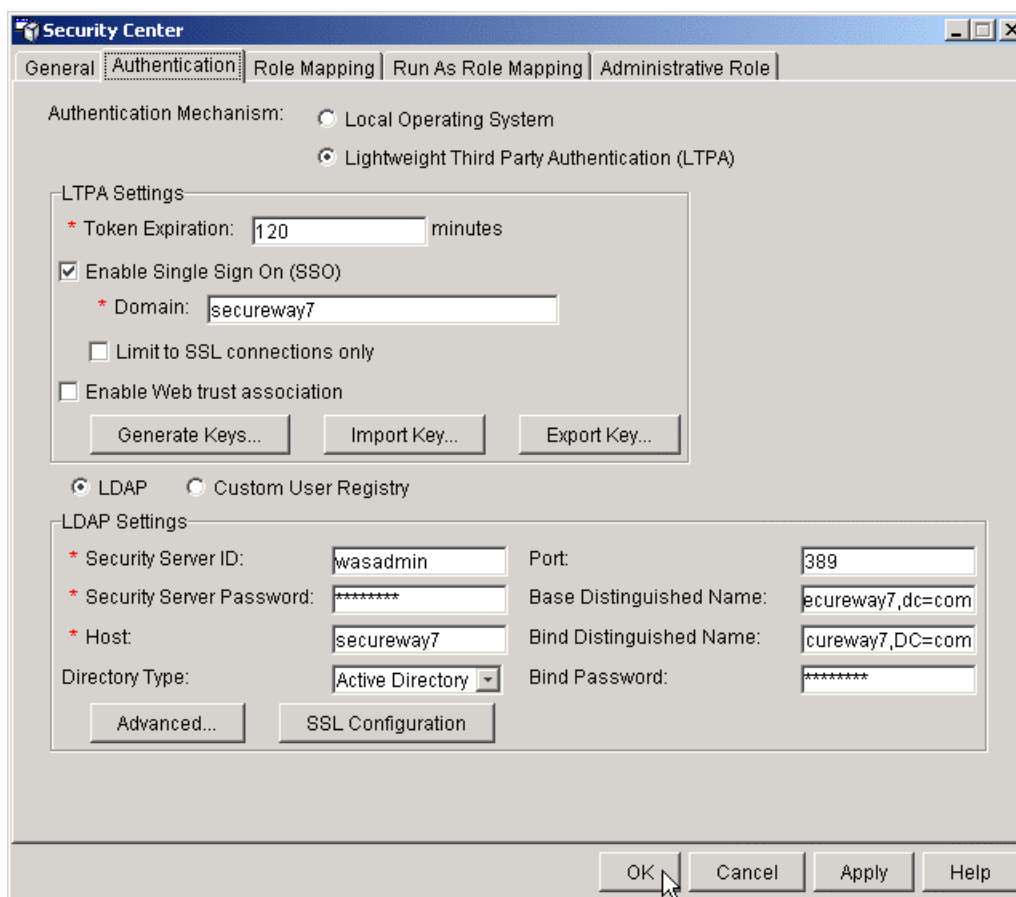 Security Center
General Authentication Role Mapping Run As Role Mapping Administrative Role
Authentication Mechanism: Local Operating System
Lightweight Third Party Authentication (LTPA)
LTPA Settings
* Token Expiration: 120 minutes
Enable Single Sign On (SSO)
* Domain: secureway7
Limit to SSL connections only
Enable Web trust association
Generate Keys... Import Key... Export Key...
LDAP Custom User Registry
LDAP Settings
* Security Server ID: wasadmin Port: 389
* Security Server Password: ******** Base Distinguished Name: ecureway7,dc=com
* Host: secureway7 Bind Distinguished Name: cureway7,DC=com
Directory Type: Active Directory Bind Password: ********
Advanced... SSL Configuration
OK Cancel Apply Help